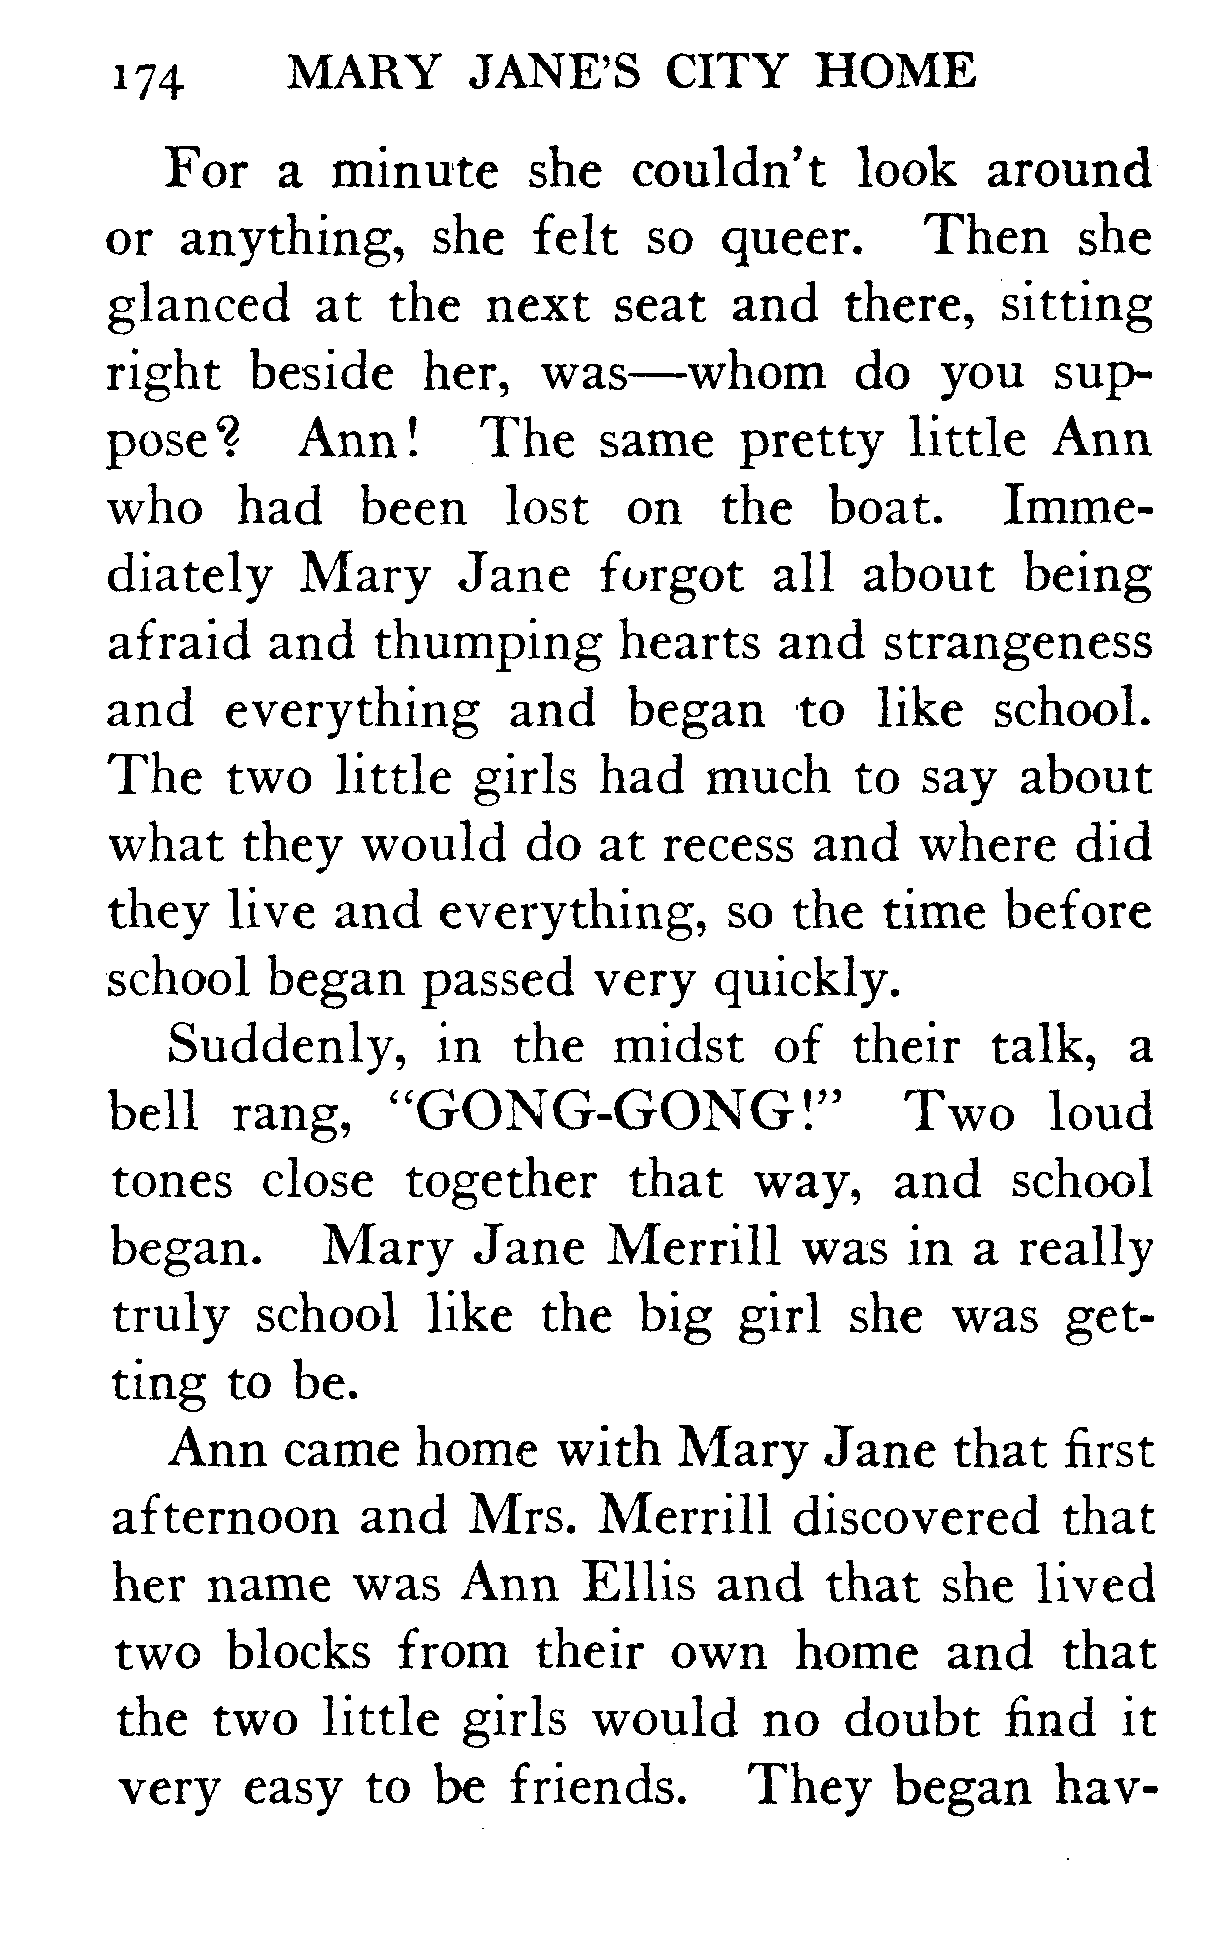 174 MARY JANE'S CITY HOME
For a minute she couldn't look around
or anything, she felt so queer. Then she
glanced at the next seat and there, sitting
right beside her, was—whom do you sup-
pose? Ann! The same pretty little Ann
who had been lost on the boat. Imme-
diately Mary Jane forgot all about being
afraid and thumping hearts and strangeness
and everything and began to like school.
The two little girls had much to say about
what they would do at recess and where did
they live and everything, so the time before
school began passed very quickly.
Suddenly, in the midst of their talk, a
bell rang, “GONG-GONG!” Two loud
tones close together that way, and school
began. Mary Jane Merrill was in a really
truly school like the big girl she was get-
ting to be.
Ann came home with Mary Jane that first
afternoon and Mrs. Merrill discovered that
her name was Ann Ellis and that she lived
two blocks from their own home and that
the two little girls would no doubt find it
very easy to be friends. They began hav-